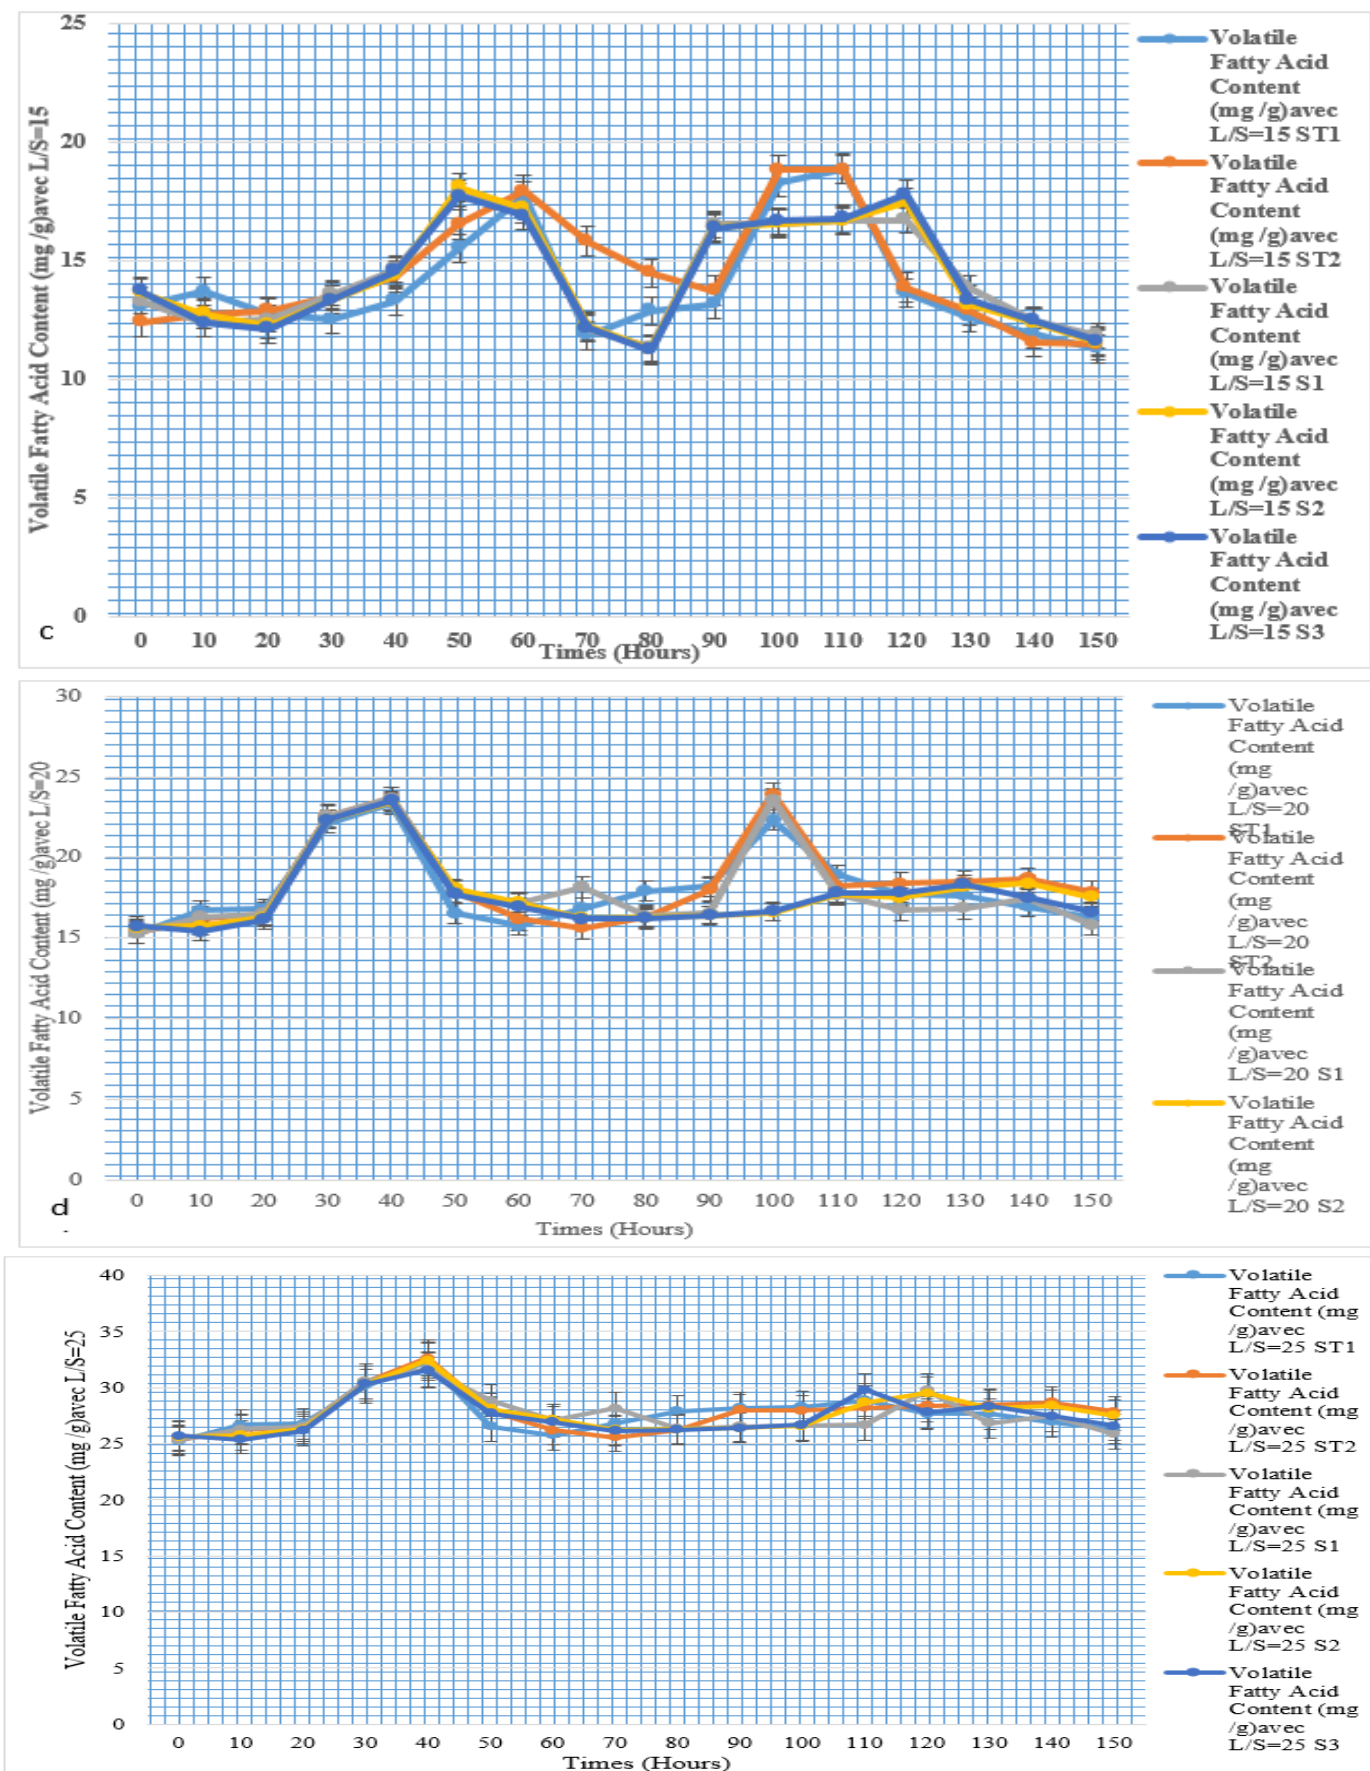 Volatile Fatty Acid Content (mg /g)avec L/S=15
25
20
15
10
5
0
0 10 20 30 40 50 60 70 80 90 100 110 120 130 140 150
Times (Hours)
c
Volatile
Fatty Acid
Content
(mg /g)avec
L/S=15 ST1
Volatile
Fatty Acid
Content
(mg /g)avec
L/S=15 ST2
Volatile
Fatty Acid
Content
(mg /g)avec
L/S=15 S1
Volatile
Fatty Acid
Content
(mg /g)avec
L/S=15 S2
Volatile
Fatty Acid
Content
(mg /g)avec
L/S=15 S3
Volatile Fatty Acid Content (mg /g)avec L/S=20
30
25
20
15
10
5
0
0 10 20 30 40 50 60 70 80 90 100 110 120 130 140 150
Times (Hours)
d
Volatile
Fatty Acid
Content
(mg
/g)avec
L/S=20
ST1
Volatile
Fatty Acid
Content
(mg
/g)avec
L/S=20
ST2
Volatile
Fatty Acid
Content
(mg
/g)avec
L/S=20 S1
Volatile
Fatty Acid
Content
(mg
/g)avec
L/S=20 S2
Volatile Fatty Acid Content (mg /g)avec L/S=25
40
35
30
25
20
15
10
5
0
0 10 20 30 40 50 60 70 80 90 100 110 120 130 140 150
Times (Hours)
Volatile
Fatty Acid
Content (mg
/g)avec
L/S=25 ST1
Volatile
Fatty Acid
Content (mg
/g)avec
L/S=25 ST2
Volatile
Fatty Acid
Content (mg
/g)avec
L/S=25 S1
Volatile
Fatty Acid
Content (mg
/g)avec
L/S=25 S2
Volatile
Fatty Acid
Content (mg
/g)avec
L/S=25 S3